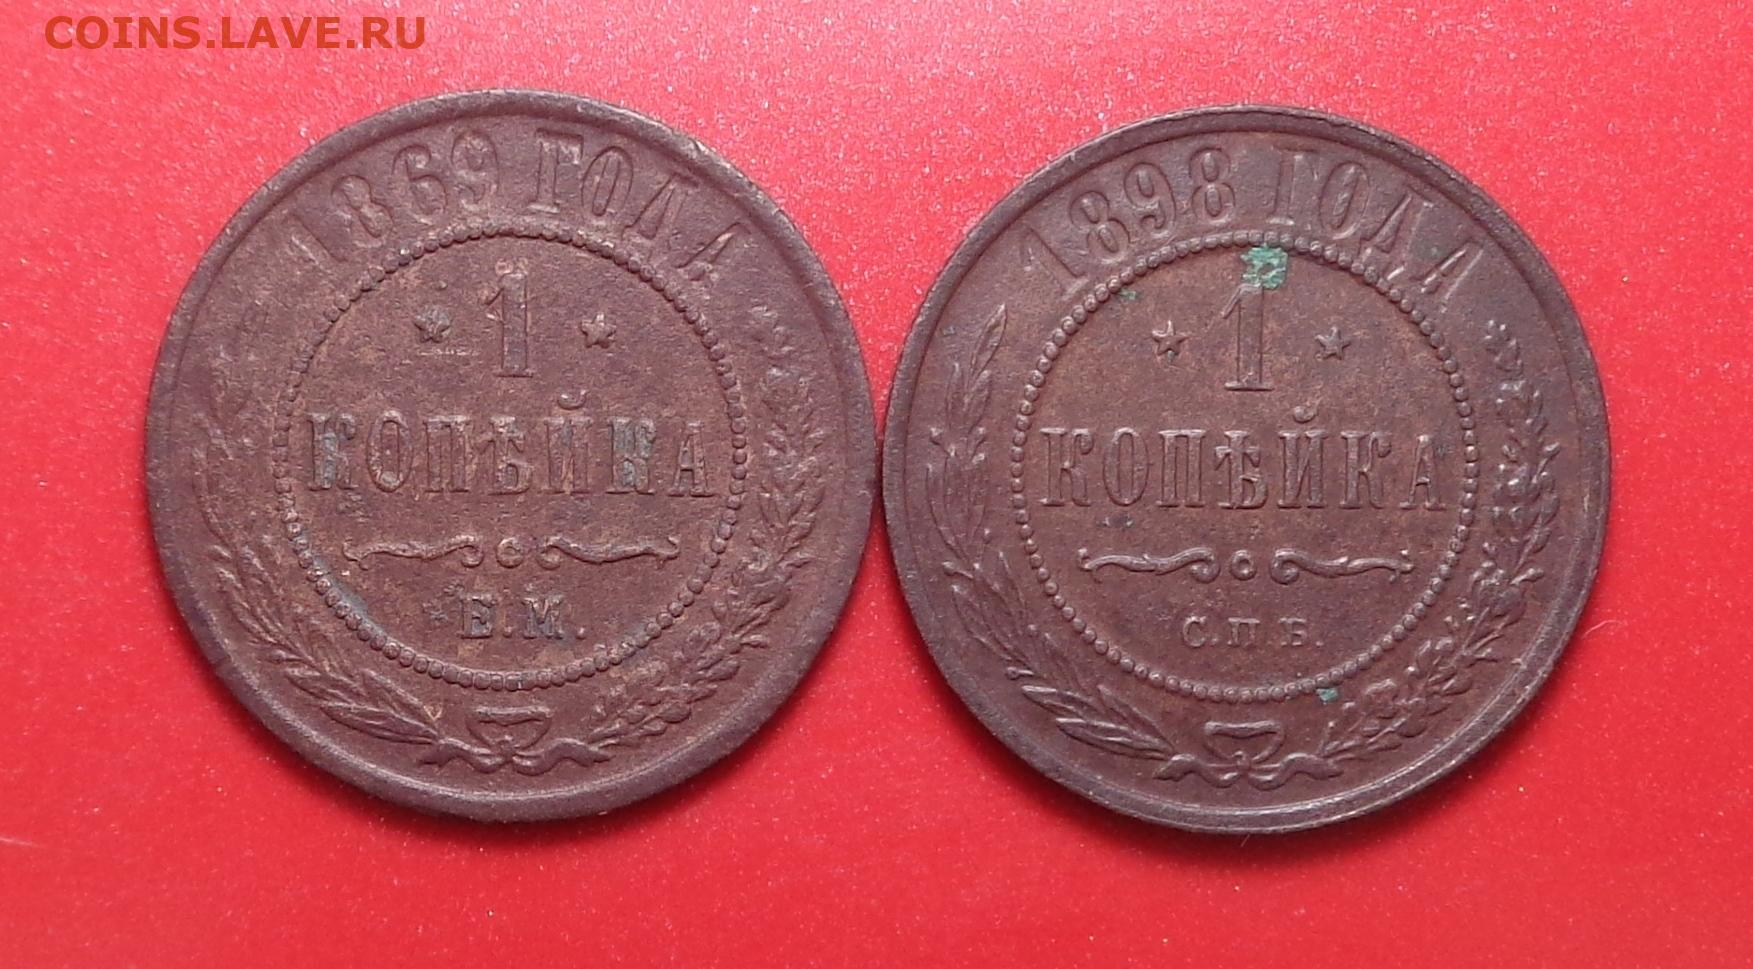 COINS.LAVE.RU
1869 ГОДА
1
КОПѢЙКА
Е.М.
1898 ГОДА
1
КОПѢЙКА
С.П.Б.